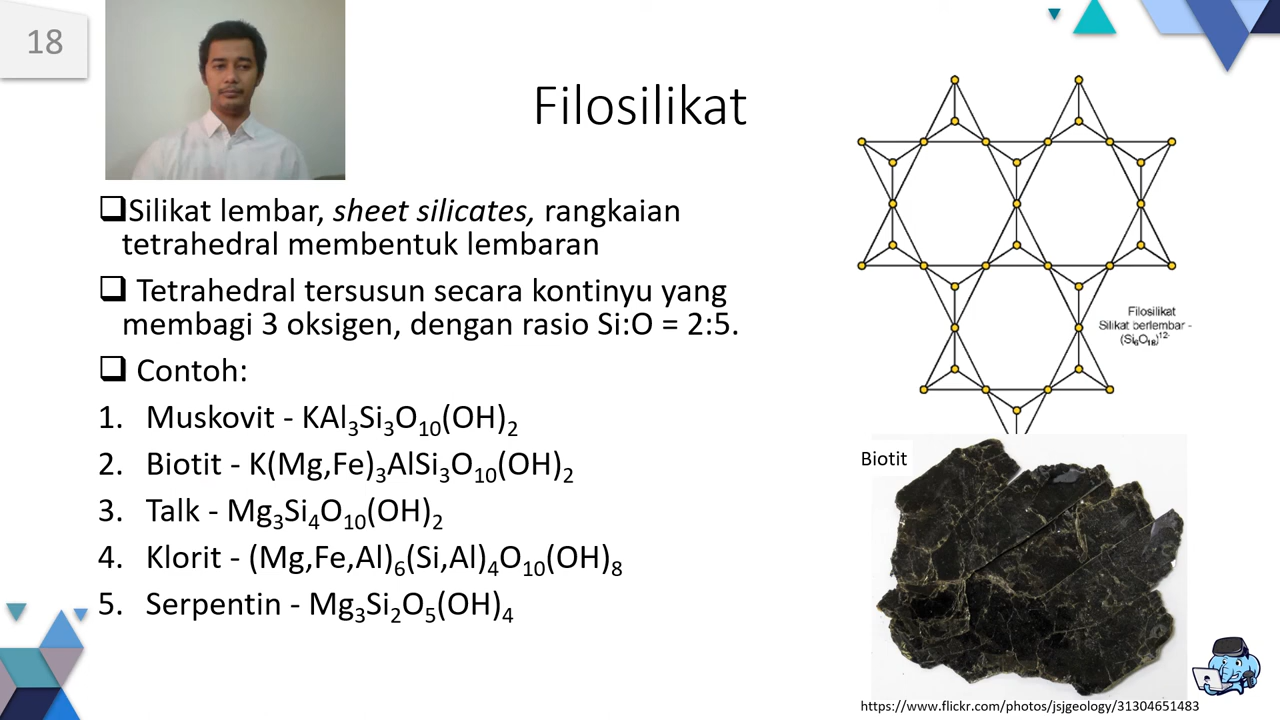 18
Filosilikat
❑Silikat lembar, sheet silicates, rangkaian
tetrahedral membentuk lembaran
❑ Tetrahedral tersusun secara kontinyu yang
membagi 3 oksigen, dengan rasio Si:O = 2:5.
❑ Contoh:
1. Muskovit - KAl₃Si₃O₁₀(OH)₂
2. Biotit - K(Mg,Fe)₃AlSi₃O₁₀(OH)₂
3. Talk - Mg₃Si₄O₁₀(OH)₂
4. Klorit - (Mg,Fe,Al)₆(Si,Al)₄O₁₀(OH)₈
5. Serpentin - Mg₃Si₂O₅(OH)₄
Filosilikat
Silikat berlembar -
(Si₆O₁₈)¹²⁻
Biotit
https://www.flickr.com/photos/jsjgeology/31304651483